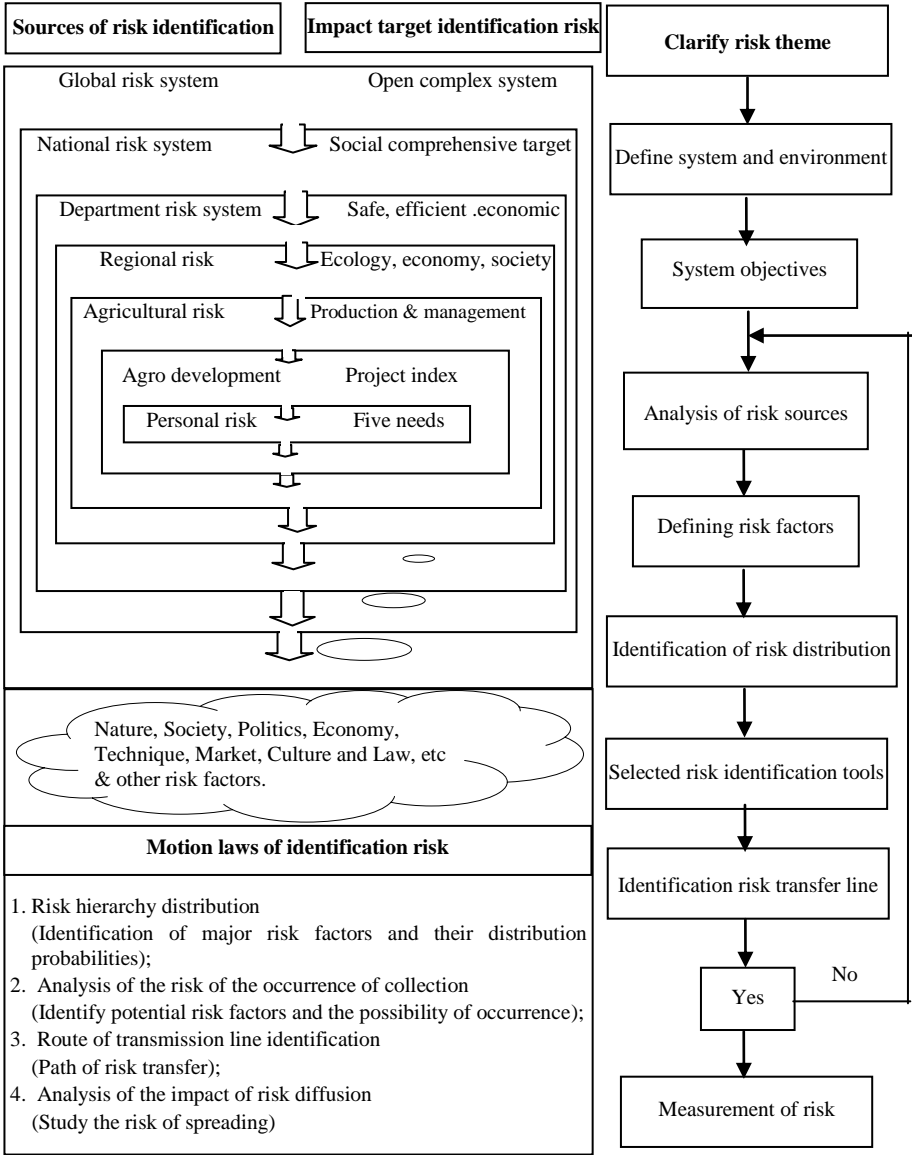 Sources of risk identification
Impact target identification risk
Global risk system
Open complex system
National risk system
Social comprehensive target
Department risk system
Safe, efficient .economic
Regional risk
Ecology, economy, society
Agricultural risk
Production & management
Agro development
Project index
Personal risk
Five needs
Nature, Society, Politics, Economy,
Technique, Market, Culture and Law, etc
& other risk factors.
Motion laws of identification risk
1. Risk hierarchy distribution
(Identification of major risk factors and their distribution
probabilities);
2. Analysis of the risk of the occurrence of collection
(Identify potential risk factors and the possibility of occurrence);
3. Route of transmission line identification
(Path of risk transfer);
4. Analysis of the impact of risk diffusion
(Study the risk of spreading)
Clarify risk theme
Define system and environment
System objectives
Analysis of risk sources
Defining risk factors
Identification of risk distribution
Selected risk identification tools
Identification risk transfer line
No
Yes
Measurement of risk